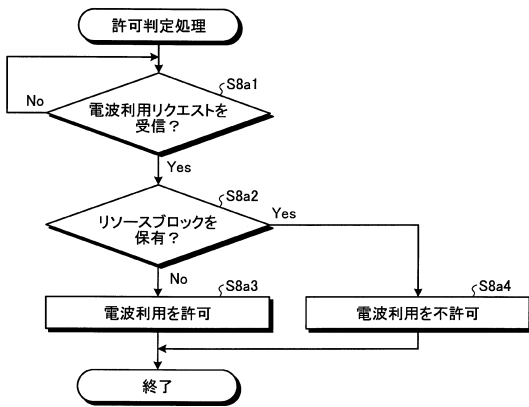 許可判定処理
S8a1
No
電波利用リクエストを
受信？
Yes
S8a2
リソースブロックを
保有？
Yes
No
S8a3
電波利用を許可
S8a4
電波利用を不許可
終了